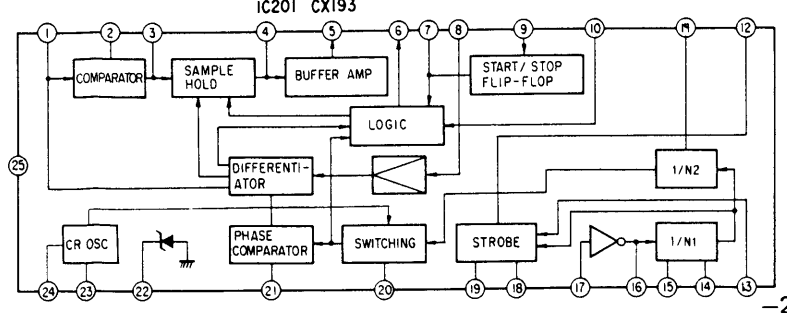 IC201 CX193
1 2 3 4 5 6 7 8 9 10 11 12
COMPARATOR
SAMPLE
HOLD
BUFFER AMP
START/STOP
FLIP-FLOP
LOGIC
25
DIFFERENTI-
ATOR
1/N2
CR OSC
PHASE
COMPARATOR
SWITCHING
STROBE
1/N1
24 23 22 21 20 19 18 17 16 15 14 13
-2